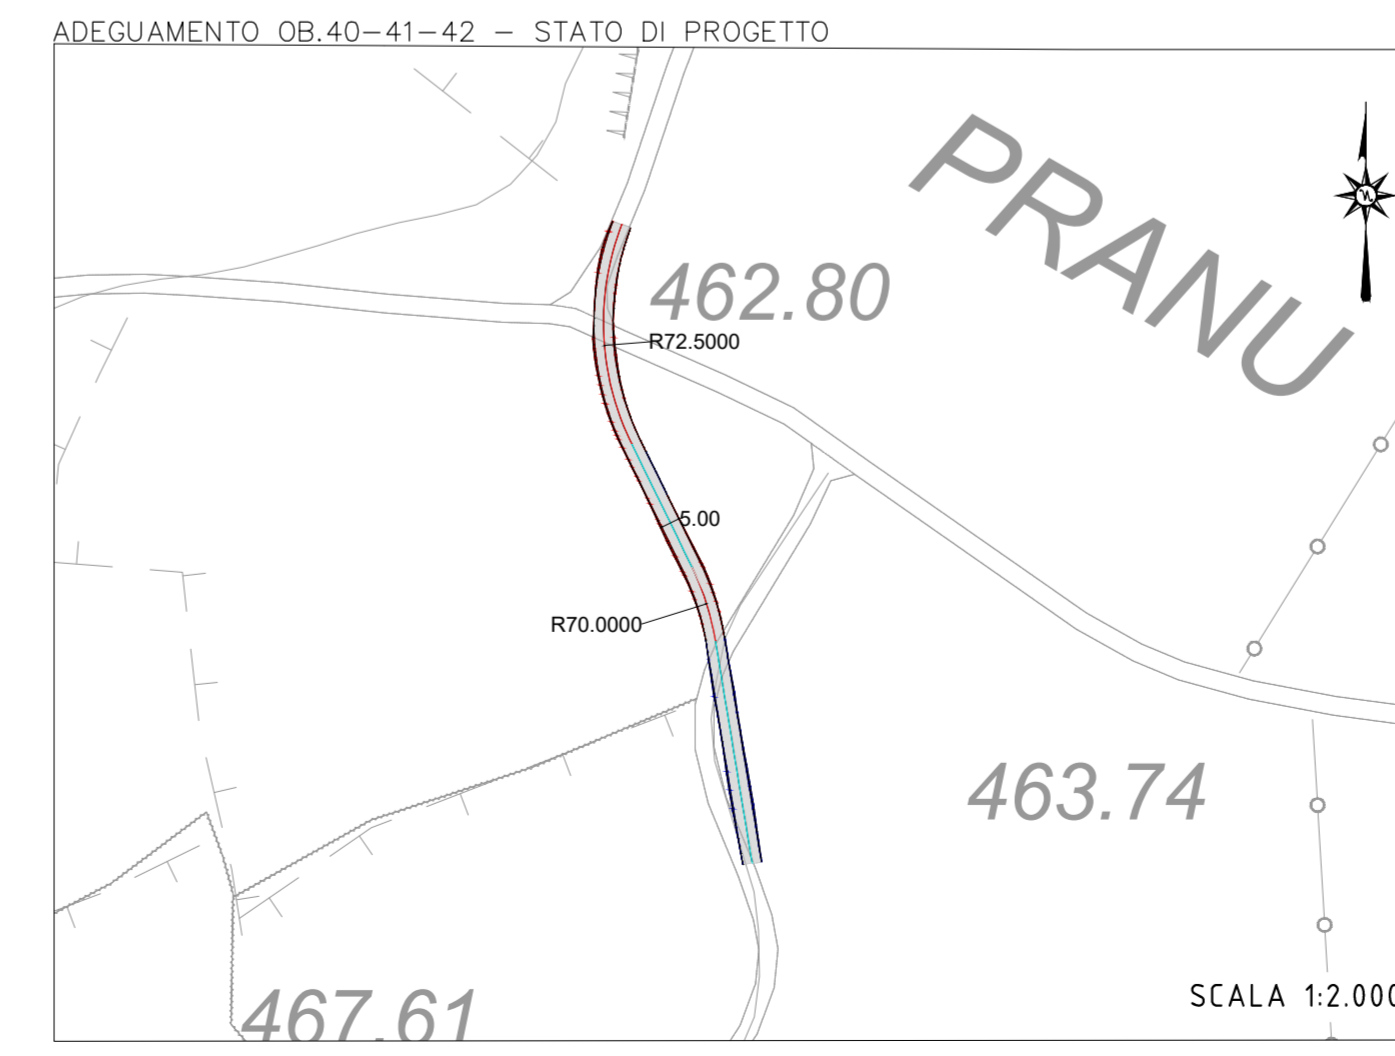 ADEGUAMENTO OB.40-41-42 - STATO DI PROGETTO
PRANU
N
462.80
R72.5000
5.00
R70.0000
463.74
467.61
SCALA 1:2.000